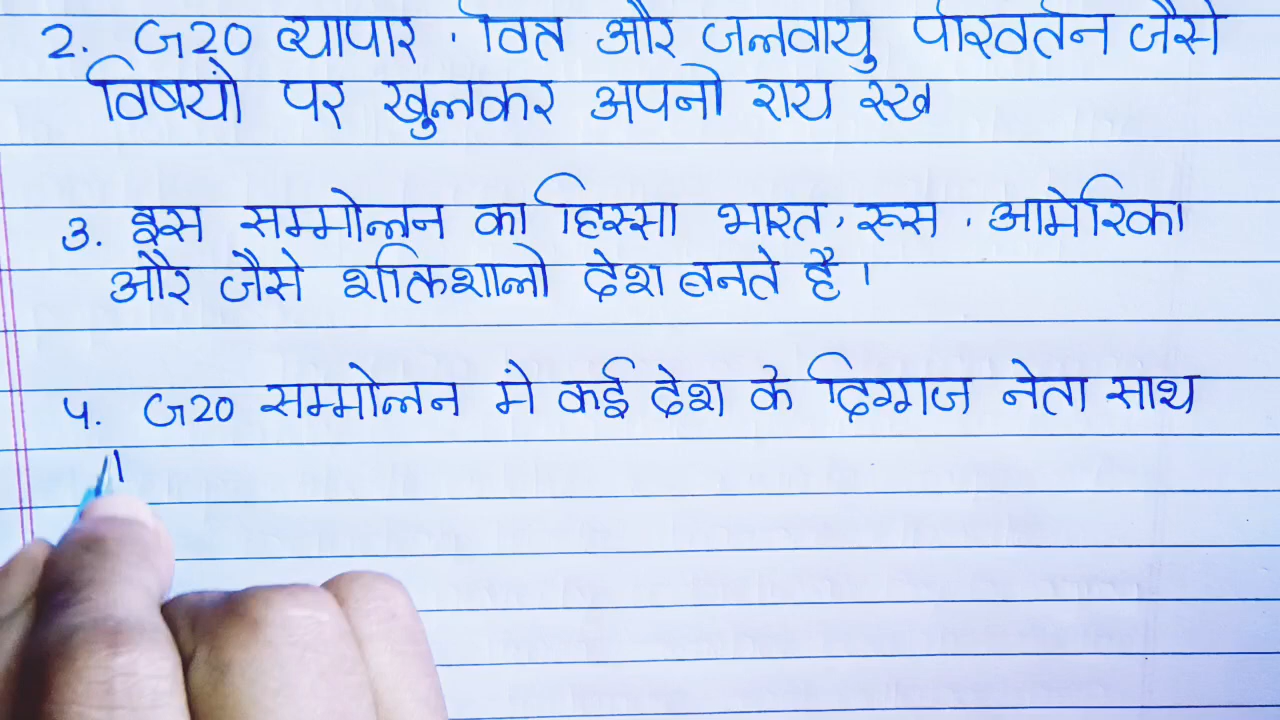 2. G20 व्यापार, वित और जलवायु परिवर्तन जैसे
विषयों पर खुलकर अपनी राय रख
3. इस सम्मोलन का हिस्सा भारत, रूस, आमेरिका
और जैसे शक्तिशाली देश बनते है।
4. G20 सम्मोलन में कई देश के दिग्गज नेता साथ